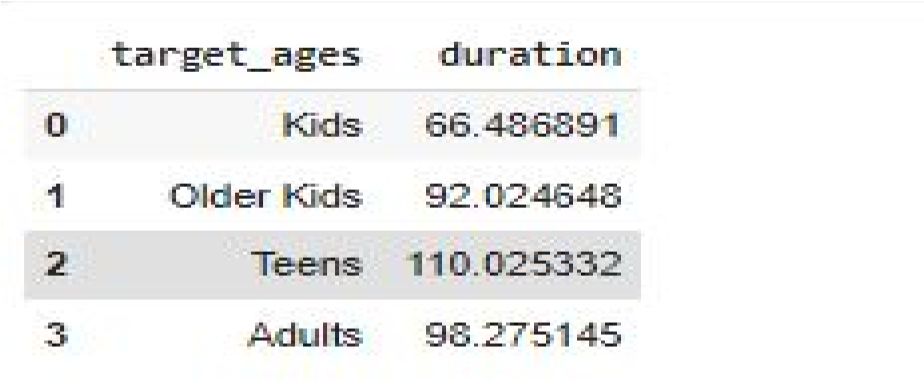 target_ages duration
0 Kids 66.486891
1 Older Kids 92.024648
2 Teens 110.025332
3 Adults 98.275145